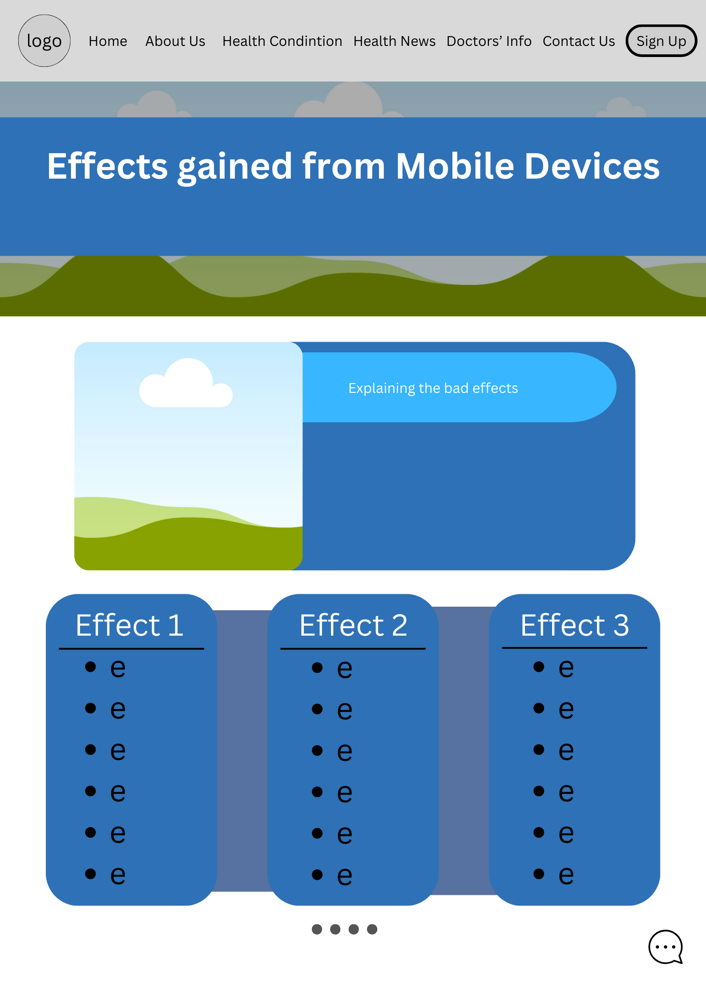 logo Home About Us Health Condintion Health News Doctors’ Info Contact Us Sign Up
Effects gained from Mobile Devices
Explaining the bad effects
Effect 1
• e
• e
• e
• e
• e
• e
Effect 2
• e
• e
• e
• e
• e
• e
Effect 3
• e
• e
• e
• e
• e
• e